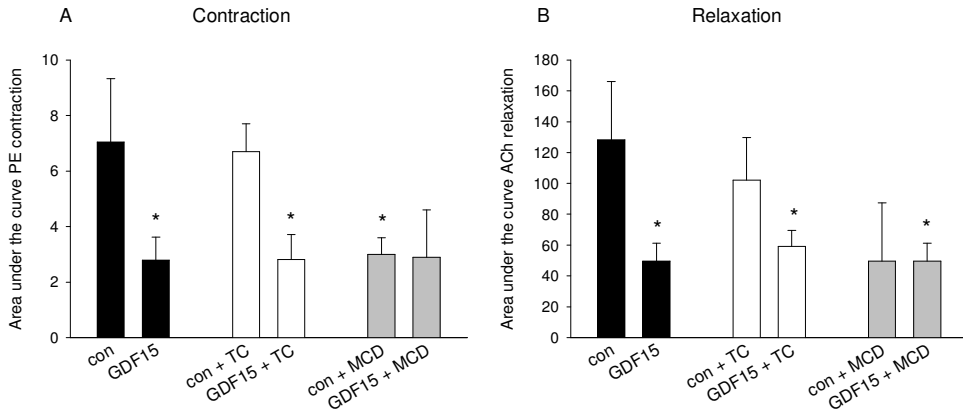 A
Contraction
Area under the curve PE contraction
10
8
6
4
2
0
*
*
*
con
GDF15
con + TC
GDF15 + TC
con + MCD
GDF15 + MCD
B
Relaxation
Area under the curve ACh relaxation
180
160
140
120
100
80
60
40
20
0
*
*
*
con
GDF15
con + TC
GDF15 + TC
con + MCD
GDF15 + MCD